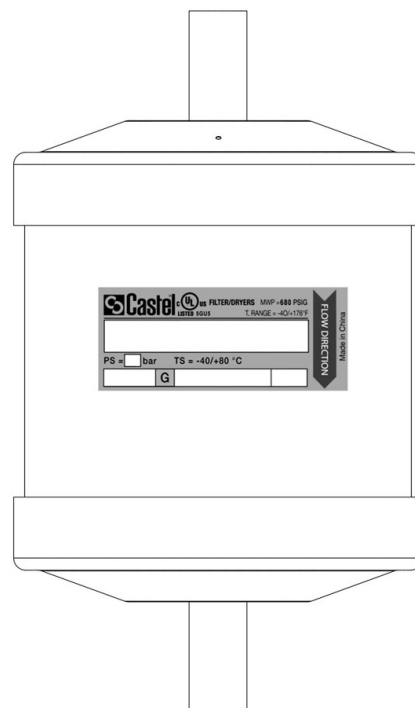 Castel c UL us FILTER/DRYERS MWP =680 PSIG
LISTED SGUS T. RANGE = -40/+176°F
PS = bar TS = -40/+80 °C
G
FLOW DIRECTION
Made in China